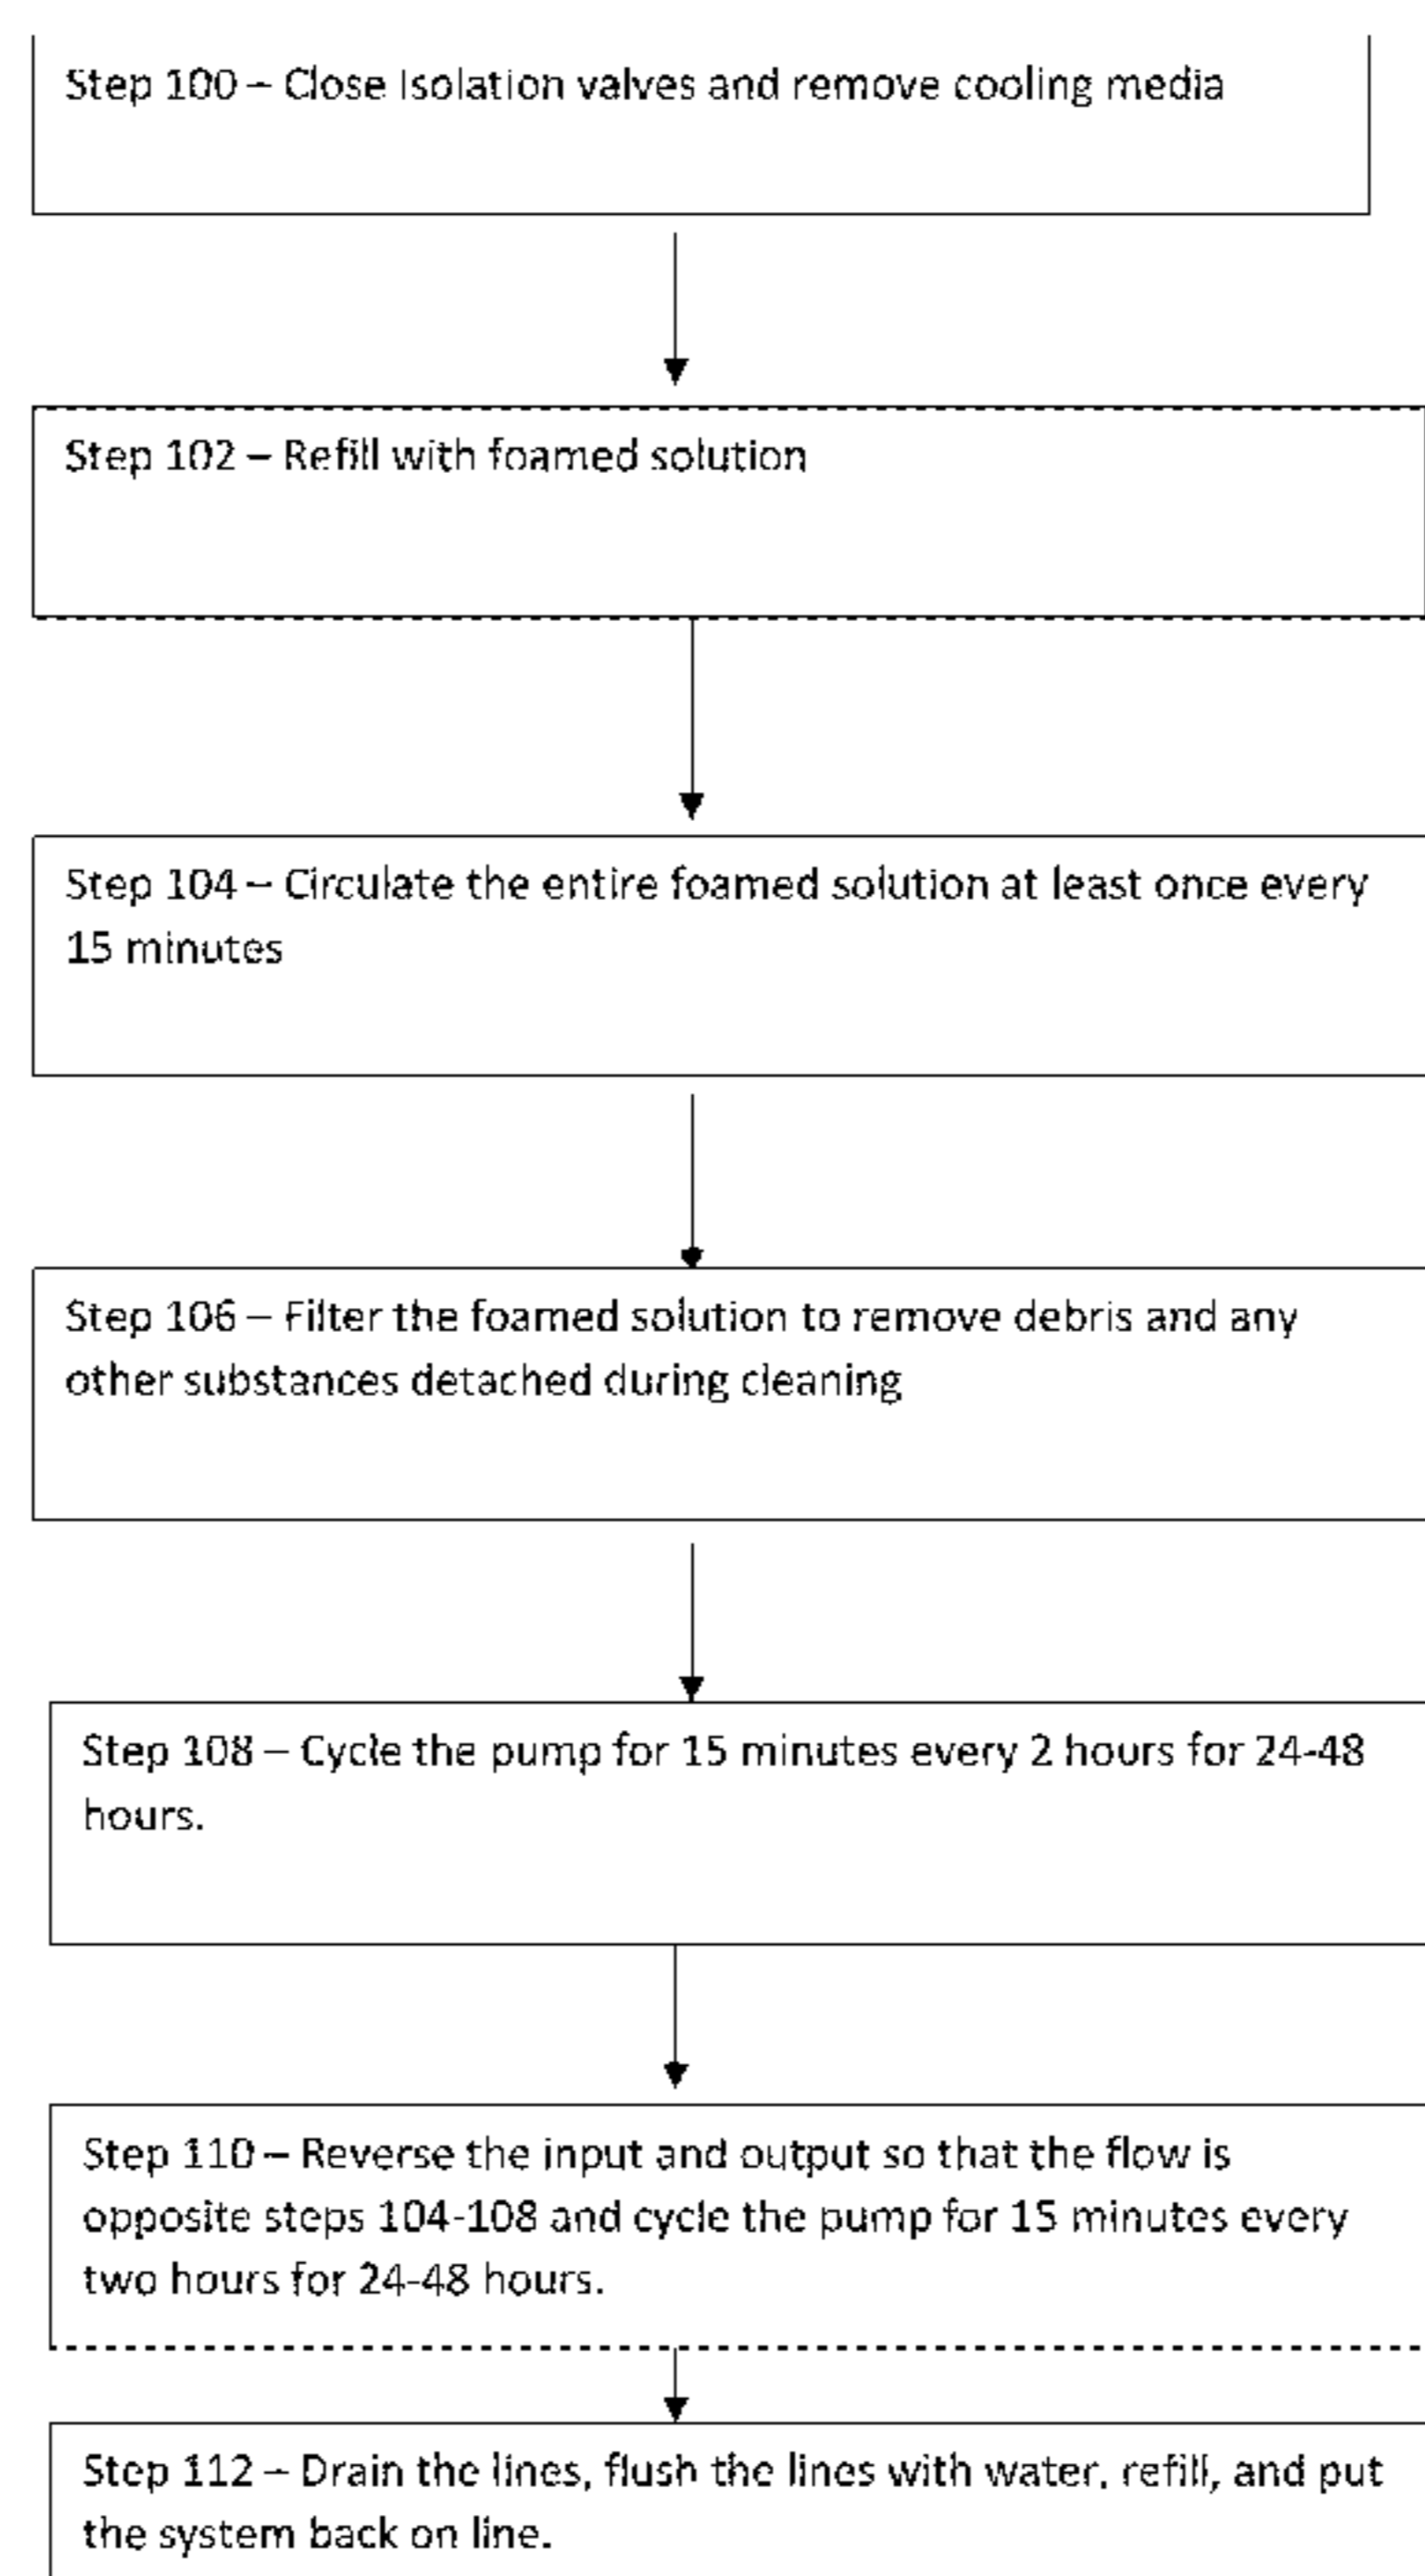 Step 100 – Close Isolation valves and remove cooling media
Step 102 – Refill with foamed solution
Step 104 – Circulate the entire foamed solution at least once every
15 minutes
Step 106 – Filter the foamed solution to remove debris and any
other substances detached during cleaning
Step 108 – Cycle the pump for 15 minutes every 2 hours for 24-48
hours.
Step 110 – Reverse the input and output so that the flow is
opposite steps 104-108 and cycle the pump for 15 minutes every
two hours for 24-48 hours.
Step 112 – Drain the lines, flush the lines with water, refill, and put
the system back on line.